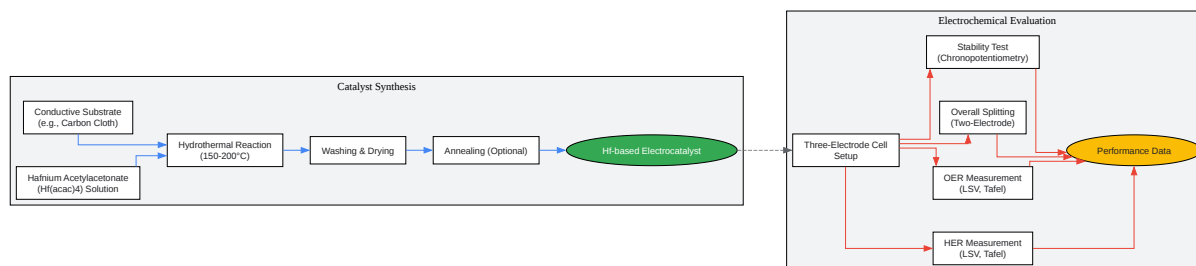 Catalyst Synthesis
Conductive Substrate
(e.g., Carbon Cloth)
Hafnium Acetylacetonate
(Hf(acac)4) Solution
Hydrothermal Reaction
(150-200°C)
Washing & Drying
Annealing (Optional)
Hf-based Electrocatalyst
Electrochemical Evaluation
Three-Electrode Cell
Setup
Stability Test
(Chronopotentiometry)
Overall Splitting
(Two-Electrode)
OER Measurement
(LSV, Tafel)
HER Measurement
(LSV, Tafel)
Performance Data